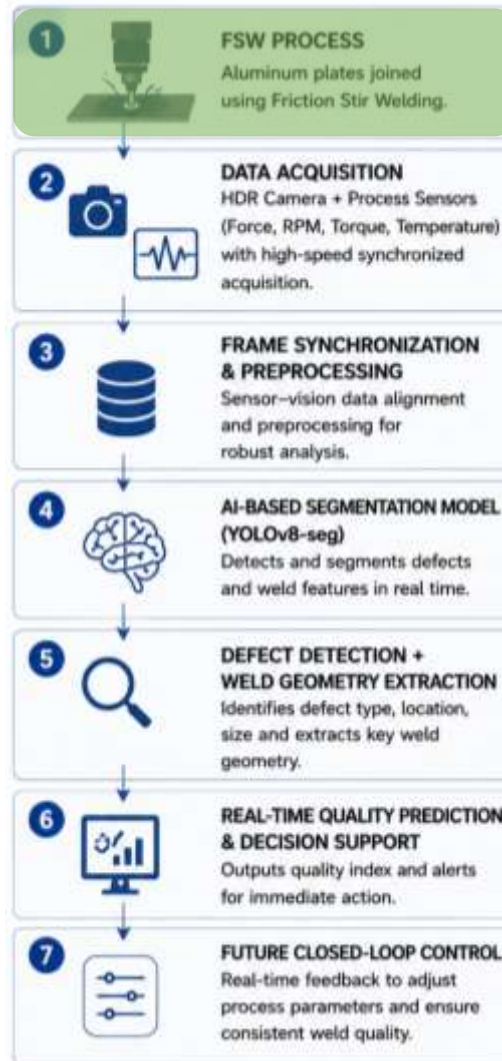 1
FSW PROCESS
Aluminum plates joined
using Friction Stir Welding.
2
DATA ACQUISITION
HDR Camera + Process Sensors
(Force, RPM, Torque, Temperature)
with high-speed synchronized
acquisition.
3
FRAME SYNCHRONIZATION
& PREPROCESSING
Sensor–vision data alignment
and preprocessing for
robust analysis.
4
AI-BASED SEGMENTATION MODEL
(YOLOv8-seg)
Detects and segments defects
and weld features in real time.
5
DEFECT DETECTION +
WELD GEOMETRY EXTRACTION
Identifies defect type, location,
size and extracts key weld
geometry.
6
REAL-TIME QUALITY PREDICTION
& DECISION SUPPORT
Outputs quality index and alerts
for immediate action.
7
FUTURE CLOSED-LOOP CONTROL
Real-time feedback to adjust
process parameters and ensure
consistent weld quality.